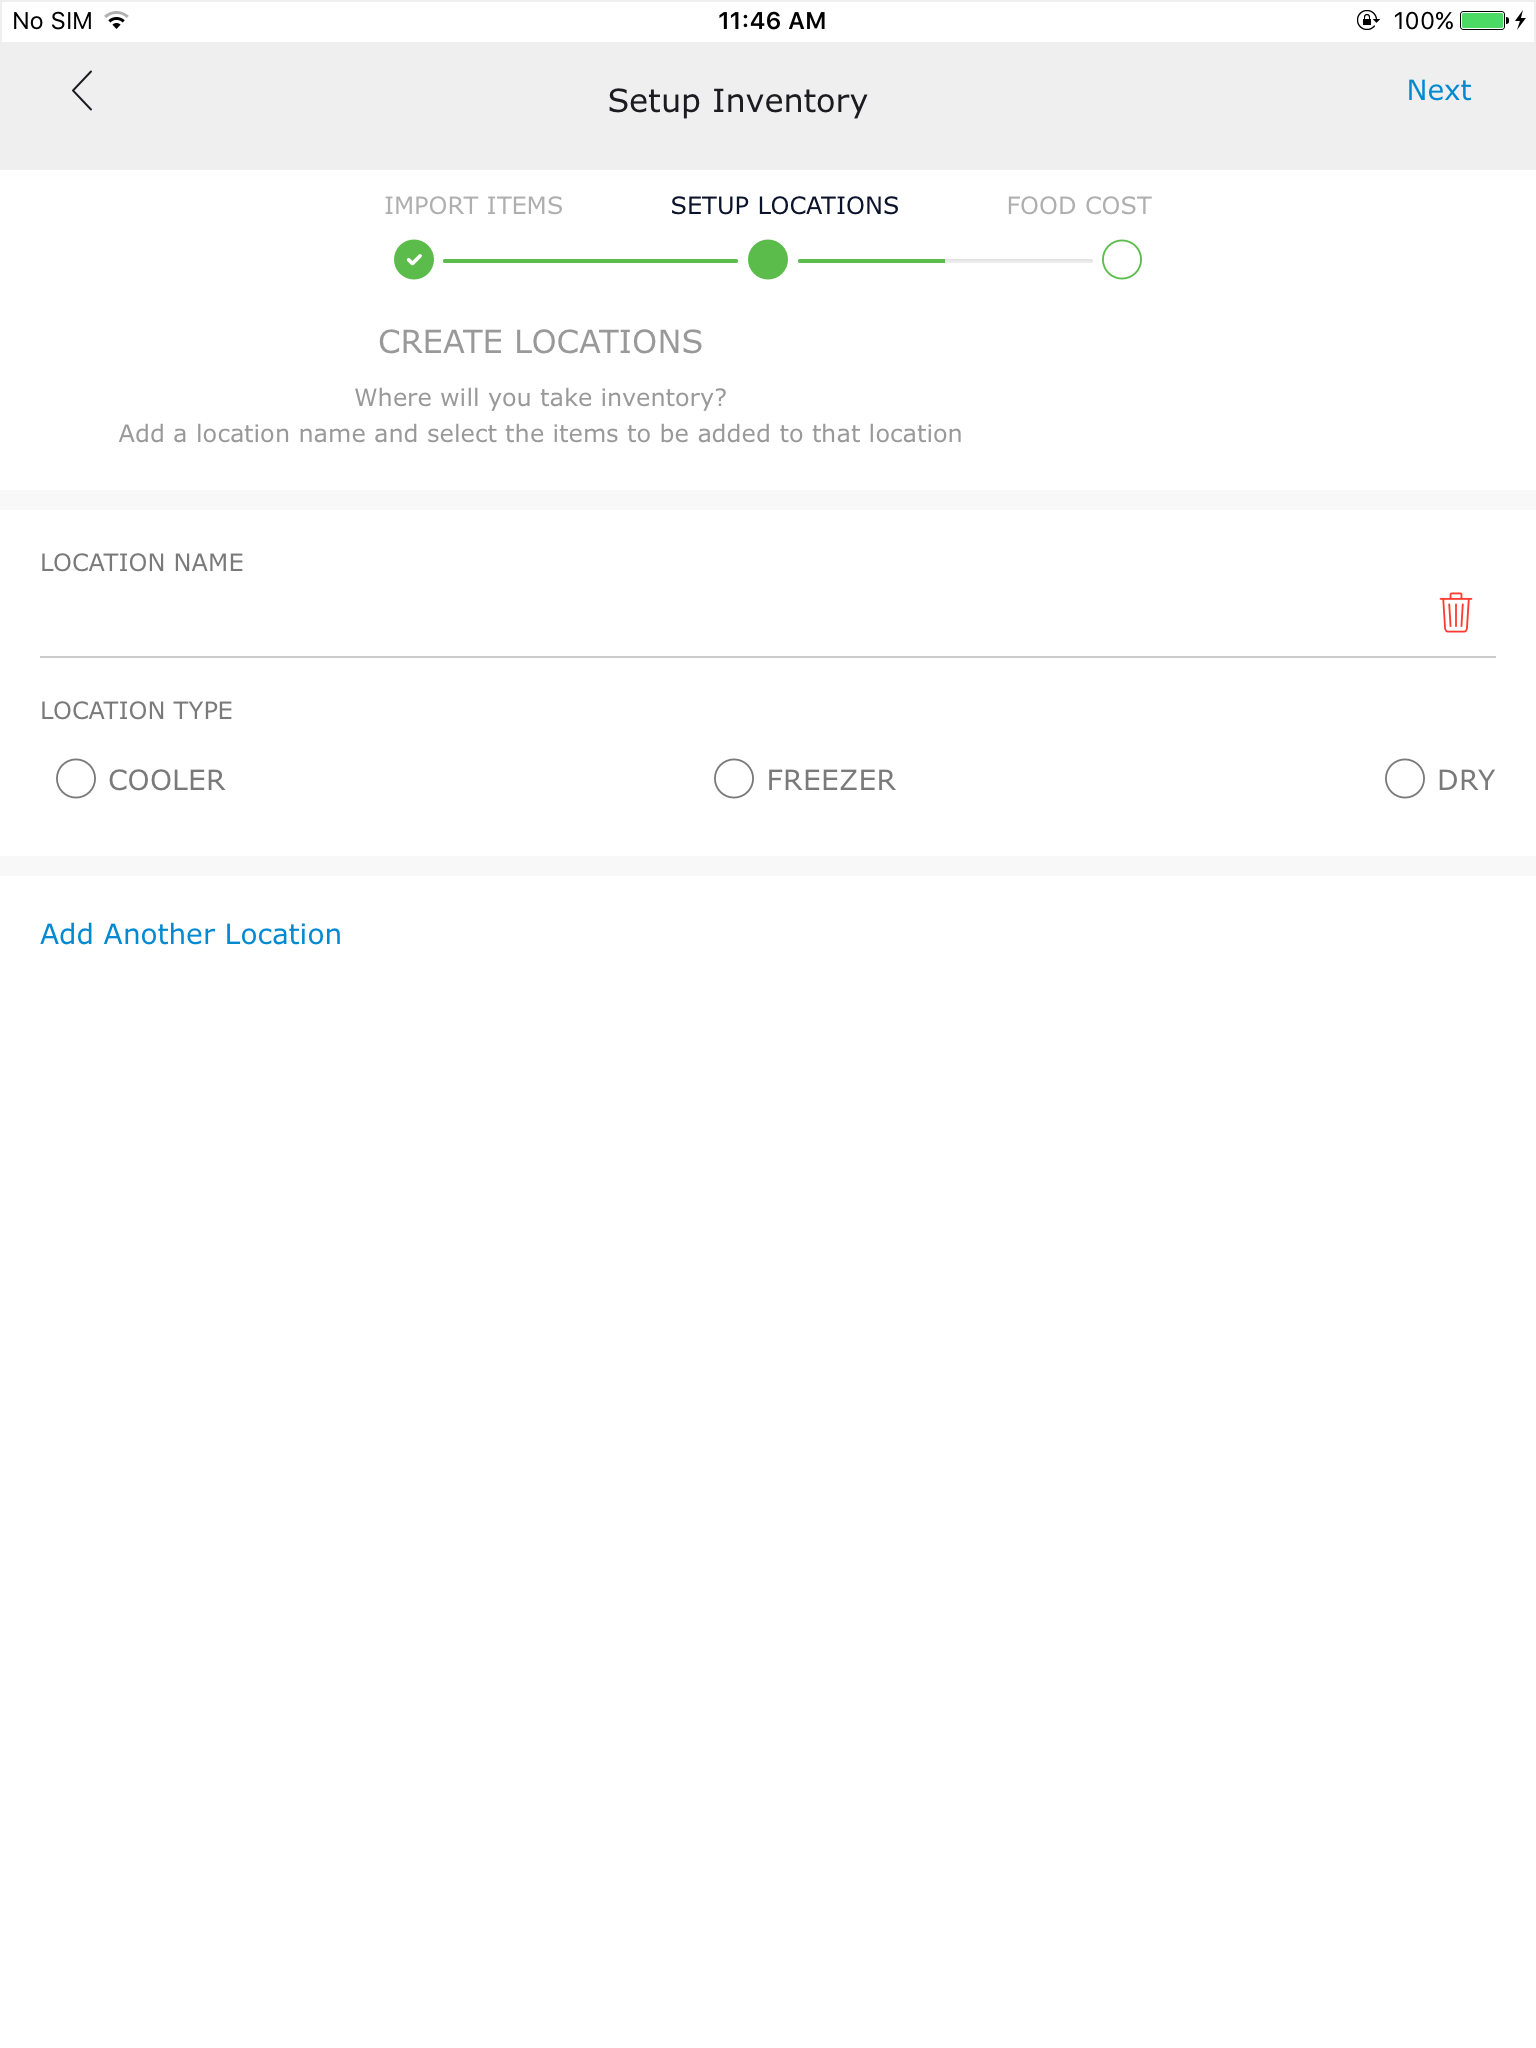 No SIM 11:46 AM 100%
Setup Inventory Next
IMPORT ITEMS SETUP LOCATIONS FOOD COST
CREATE LOCATIONS
Where will you take inventory?
Add a location name and select the items to be added to that location
LOCATION NAME
LOCATION TYPE
COOLER FREEZER DRY
Add Another Location